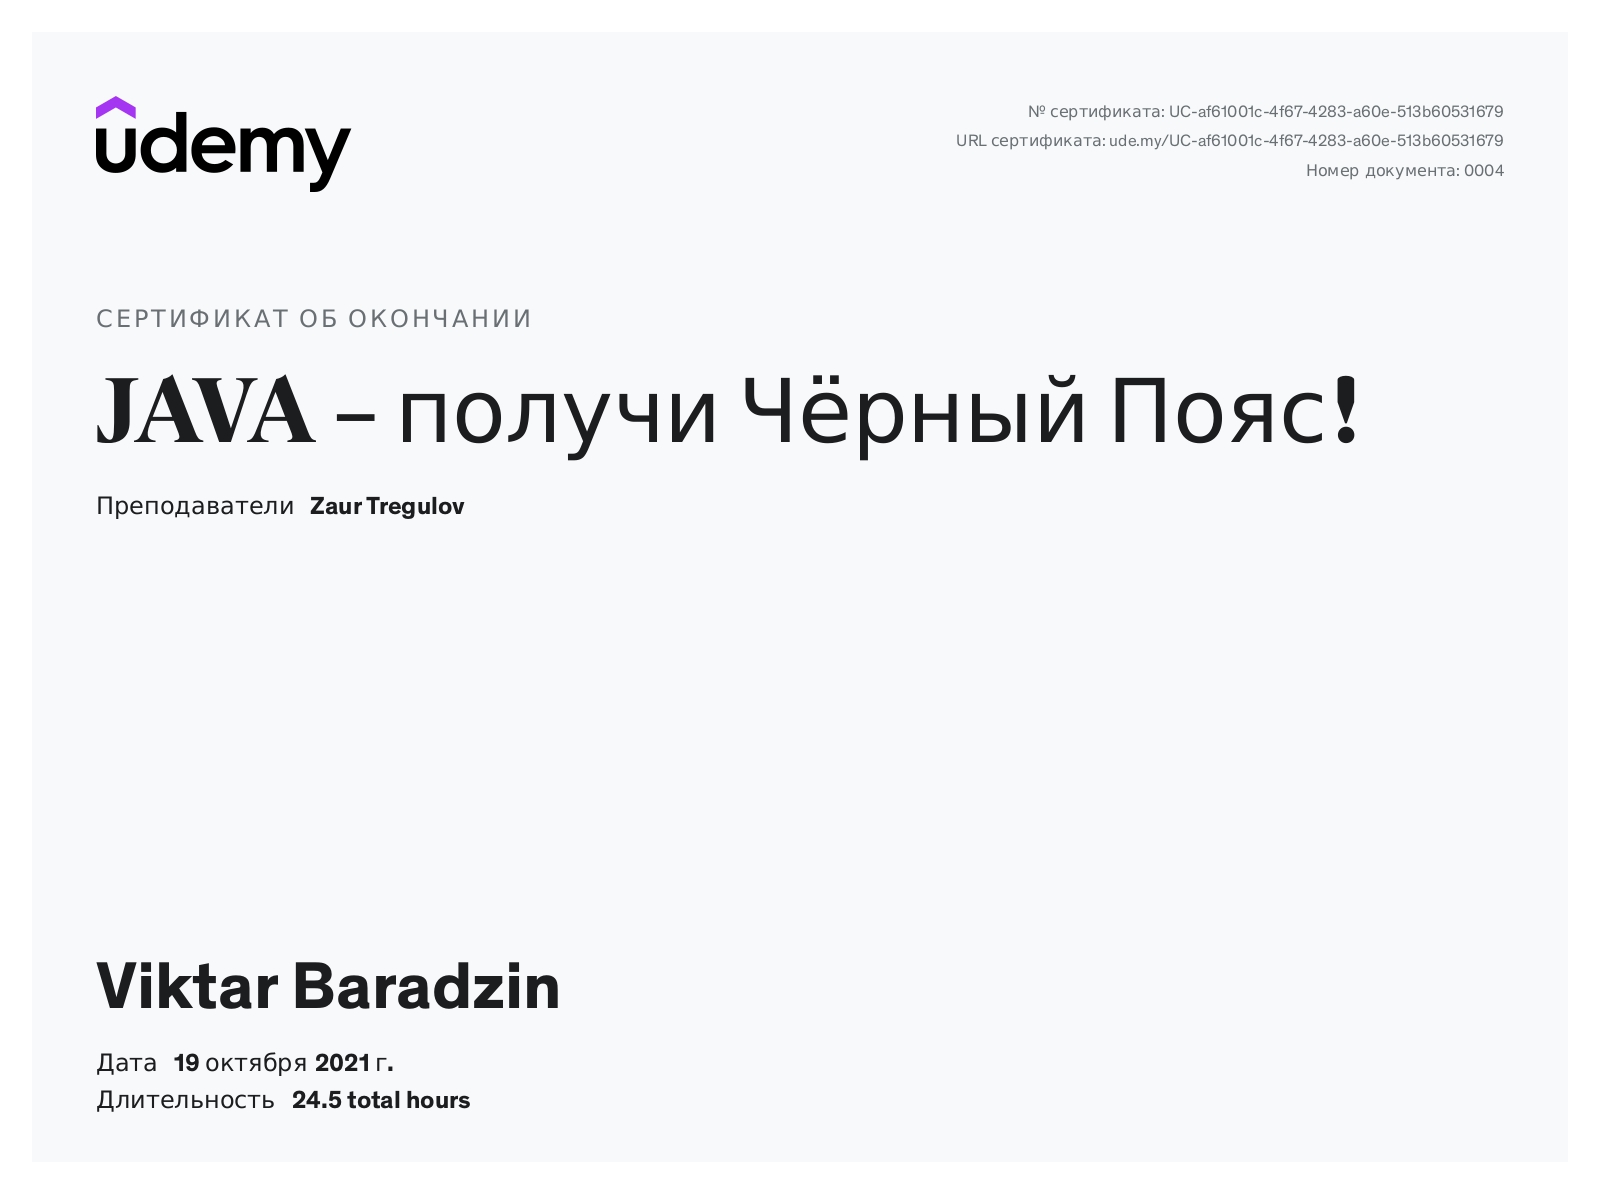 udemy
№ сертификата: UC-af61001c-4f67-4283-a60e-513b60531679
URL сертификата: ude.my/UC-af61001c-4f67-4283-a60e-513b60531679
Номер документа: 0004
СЕРТИФИКАТ ОБ ОКОНЧАНИИ
JAVA – получи Чёрный Пояс!
Преподаватели Zaur Tregulov
Viktar Baradzin
Дата 19 октября 2021 г.
Длительность 24.5 total hours